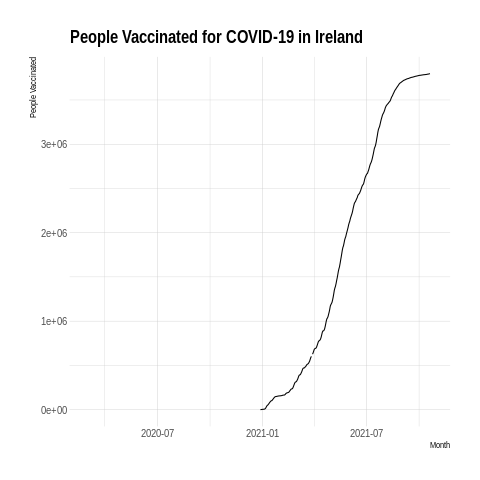 People Vaccinated for COVID-19 in Ireland
People Vaccinated
3e+06
2e+06
1e+06
0e+00
2020-07 2021-01 2021-07
Month